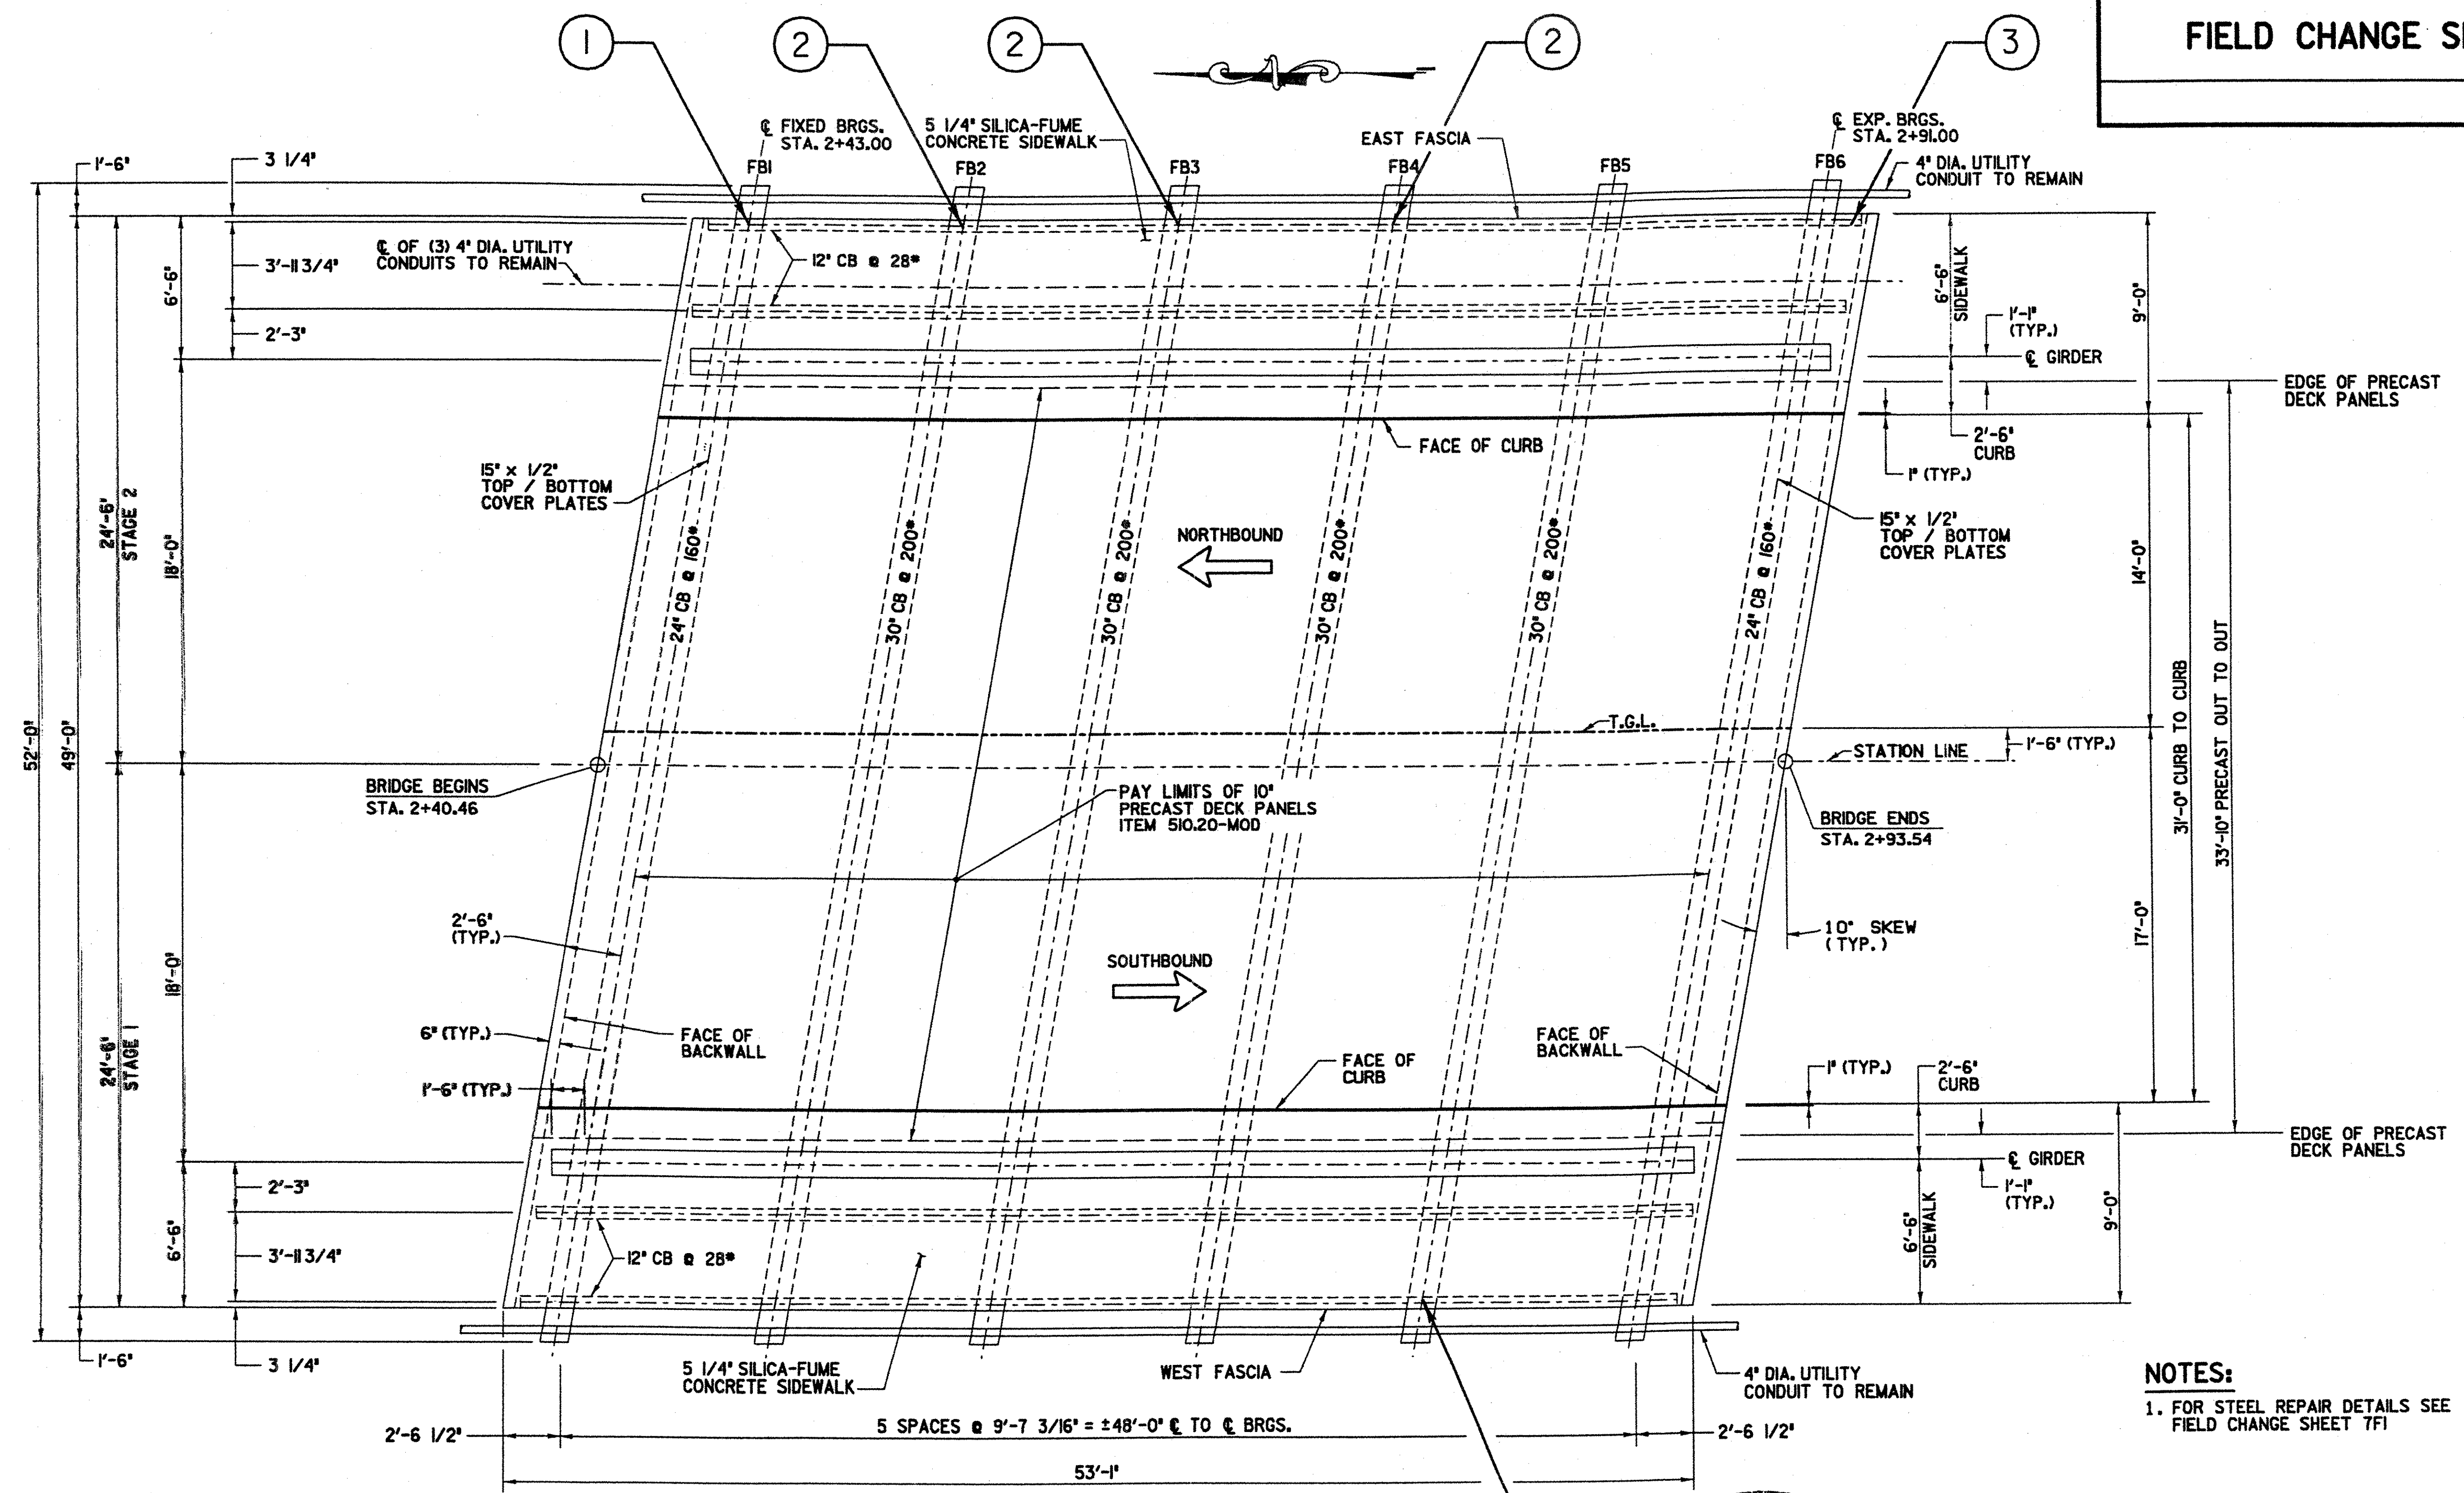 FIELD CHANGE
1
2
2
2
3
℄ FIXED BRGS.
STA. 2+43.00
5 1/4" SILICA-FUME
CONCRETE SIDEWALK
EAST FASCIA
℄ EXP. BRGS.
STA. 2+91.00
4" DIA. UTILITY
CONDUIT TO REMAIN
FB1
FB2
FB3
FB4
FB5
FB6
1'-6"
3 1/4"
℄ OF (3) 4" DIA. UTILITY
CONDUITS TO REMAIN
3'-11 3/4"
6'-6"
2'-3"
12" CB @ 28#
6'-6"
SIDEWALK
9'-0"
1'-1"
(TYP.)
℄ GIRDER
EDGE OF PRECAST
DECK PANELS
FACE OF CURB
2'-6"
CURB
1" (TYP.)
15" x 1/2"
TOP / BOTTOM
COVER PLATES
15" x 1/2"
TOP / BOTTOM
COVER PLATES
24'-6"
STAGE 2
18'-0"
24" CB @ 160#
30" CB @ 200#
30" CB @ 200#
30" CB @ 200#
30" CB @ 200#
24" CB @ 160#
NORTHBOUND
14'-0"
52'-0"
49'-0"
T.G.L.
STATION LINE
1'-6" (TYP.)
31'-0" CURB TO CURB
33'-10" PRECAST OUT TO OUT
BRIDGE BEGINS
STA. 2+40.46
PAY LIMITS OF 10"
PRECAST DECK PANELS
ITEM 510.20-MOD
BRIDGE ENDS
STA. 2+93.54
2'-6"
(TYP.)
10° SKEW
(TYP.)
17'-0"
SOUTHBOUND
18'-0"
24'-6"
STAGE 1
6" (TYP.)
FACE OF
BACKWALL
FACE OF
BACKWALL
FACE OF
CURB
1'-6" (TYP.)
1" (TYP.)
2'-6"
CURB
EDGE OF PRECAST
DECK PANELS
℄ GIRDER
1'-1"
(TYP.)
2'-3"
6'-6"
3'-11 3/4"
12" CB @ 28#
6'-6"
SIDEWALK
9'-0"
1'-6"
3 1/4"
5 1/4" SILICA-FUME
CONCRETE SIDEWALK
WEST FASCIA
4" DIA. UTILITY
CONDUIT TO REMAIN
2'-6 1/2"
5 SPACES @ 9'-7 3/16" = ±48'-0" ℄ TO ℄ BRGS.
2'-6 1/2"
53'-1"
NOTES:
1. FOR STEEL REPAIR DETAILS SEE
FIELD CHANGE SHEET 7F1